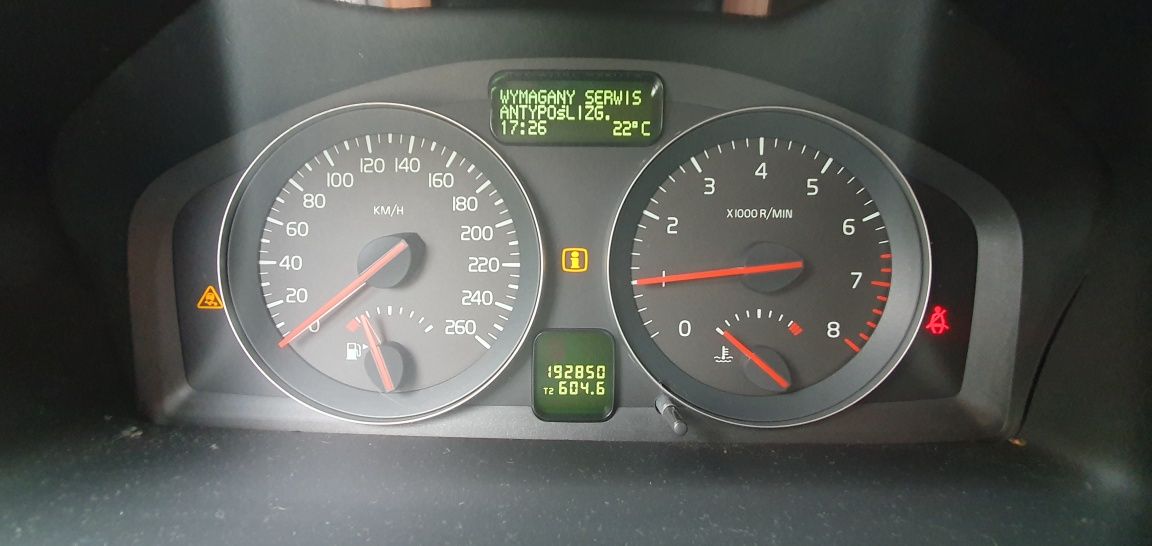 WYMAGANY SERWIS
ANTYPOśLIZG.
17:26 22°C
0 20 40 60 80 100 120 140 160 180 200 220 240 260
KM/H
0 1 2 3 4 5 6 7 8
X1000 R/MIN
192850
T2 604.6